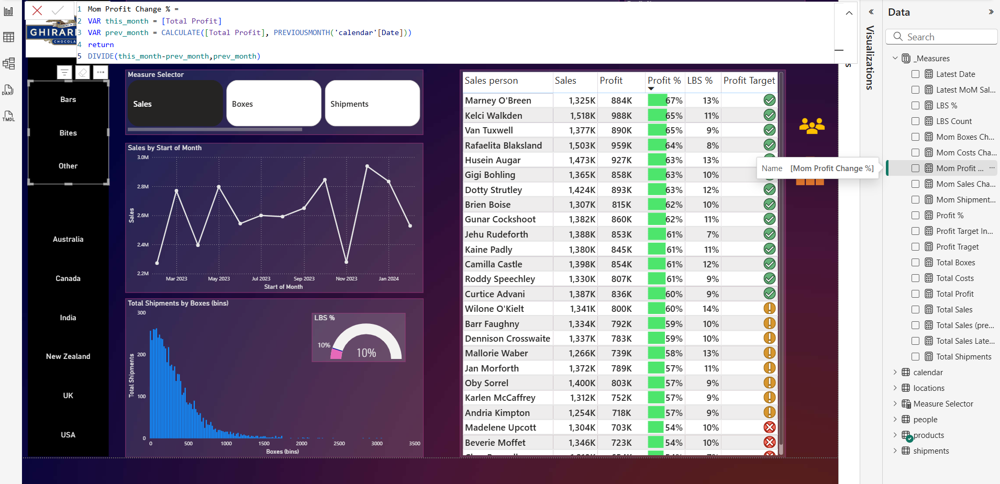 1 Mom Profit Change % =
2 VAR this_month = [Total Profit]
3 VAR prev_month = CALCULATE([Total Profit], PREVIOUSMONTH('calendar'[Date]))
4 return
5 DIVIDE(this_month-prev_month,prev_month)
CHOCOLA
DAX
TMDL
Bars
Bites
Other
Australia
Canada
India
New Zealand
UK
USA
Measure Selector
Sales
Boxes
Shipments
Sales by Start of Month
3.0M
2.8M
2.6M
2.4M
2.2M
Sales
Mar 2023 May 2023 Jul 2023 Sep 2023 Nov 2023 Jan 2024
Start of Month
Total Shipments by Boxes (bins)
300
200
100
0
Total Shipments
0 500 1000 1500 2000 2500 3000 3500
Boxes (bins)
LBS %
10%
10%
Sales person Sales Profit Profit % LBS % Profit Target
Marney O'Breen 1,325K 884K 67% 13%
Kelci Walkden 1,518K 988K 65% 11%
Van Tuxwell 1,377K 890K 65% 9%
Rafaelita Blaksland 1,503K 959K 64% 8%
Husein Augar 1,473K 927K 63% 13%
Gigi Bohling 1,365K 858K 63% 10%
Dotty Strutley 1,424K 893K 63% 12%
Brien Boise 1,307K 815K 62% 10%
Gunar Cockshoot 1,382K 860K 62% 11%
Jehu Rudeforth 1,388K 853K 61% 7%
Kaine Padly 1,380K 845K 61% 11%
Camilla Castle 1,398K 854K 61% 12%
Roddy Speechley 1,330K 807K 61% 9%
Curtice Advani 1,387K 836K 60% 9%
Wilone O'Kielt 1,341K 800K 60% 14%
Barr Faughny 1,334K 792K 59% 10%
Dennison Crosswaite 1,337K 783K 59% 10%
Mallorie Waber 1,266K 739K 58% 13%
Jan Morforth 1,372K 789K 57% 11%
Oby Sorrel 1,400K 803K 57% 9%
Karlen McCaffrey 1,312K 752K 57% 9%
Andria Kimpton 1,254K 718K 57% 9%
Madelene Upcott 1,304K 703K 54% 10%
Beverie Moffet 1,346K 723K 54% 10%
Name [Mom Profit Change %]
Visualizations
Data
Search
_Measures
Latest Date
Latest MoM Sal...
LBS %
LBS Count
Mom Boxes Ch...
Mom Costs Cha...
Mom Profit ... ...
Mom Sales Cha...
Mom Shipment...
Profit %
Profit Target In...
Profit Traget
Total Boxes
Total Costs
Total Profit
Total Sales
Total Sales (pre...
Total Sales Late...
Total Shipments
calendar
locations
Measure Selector
people
products
shipments